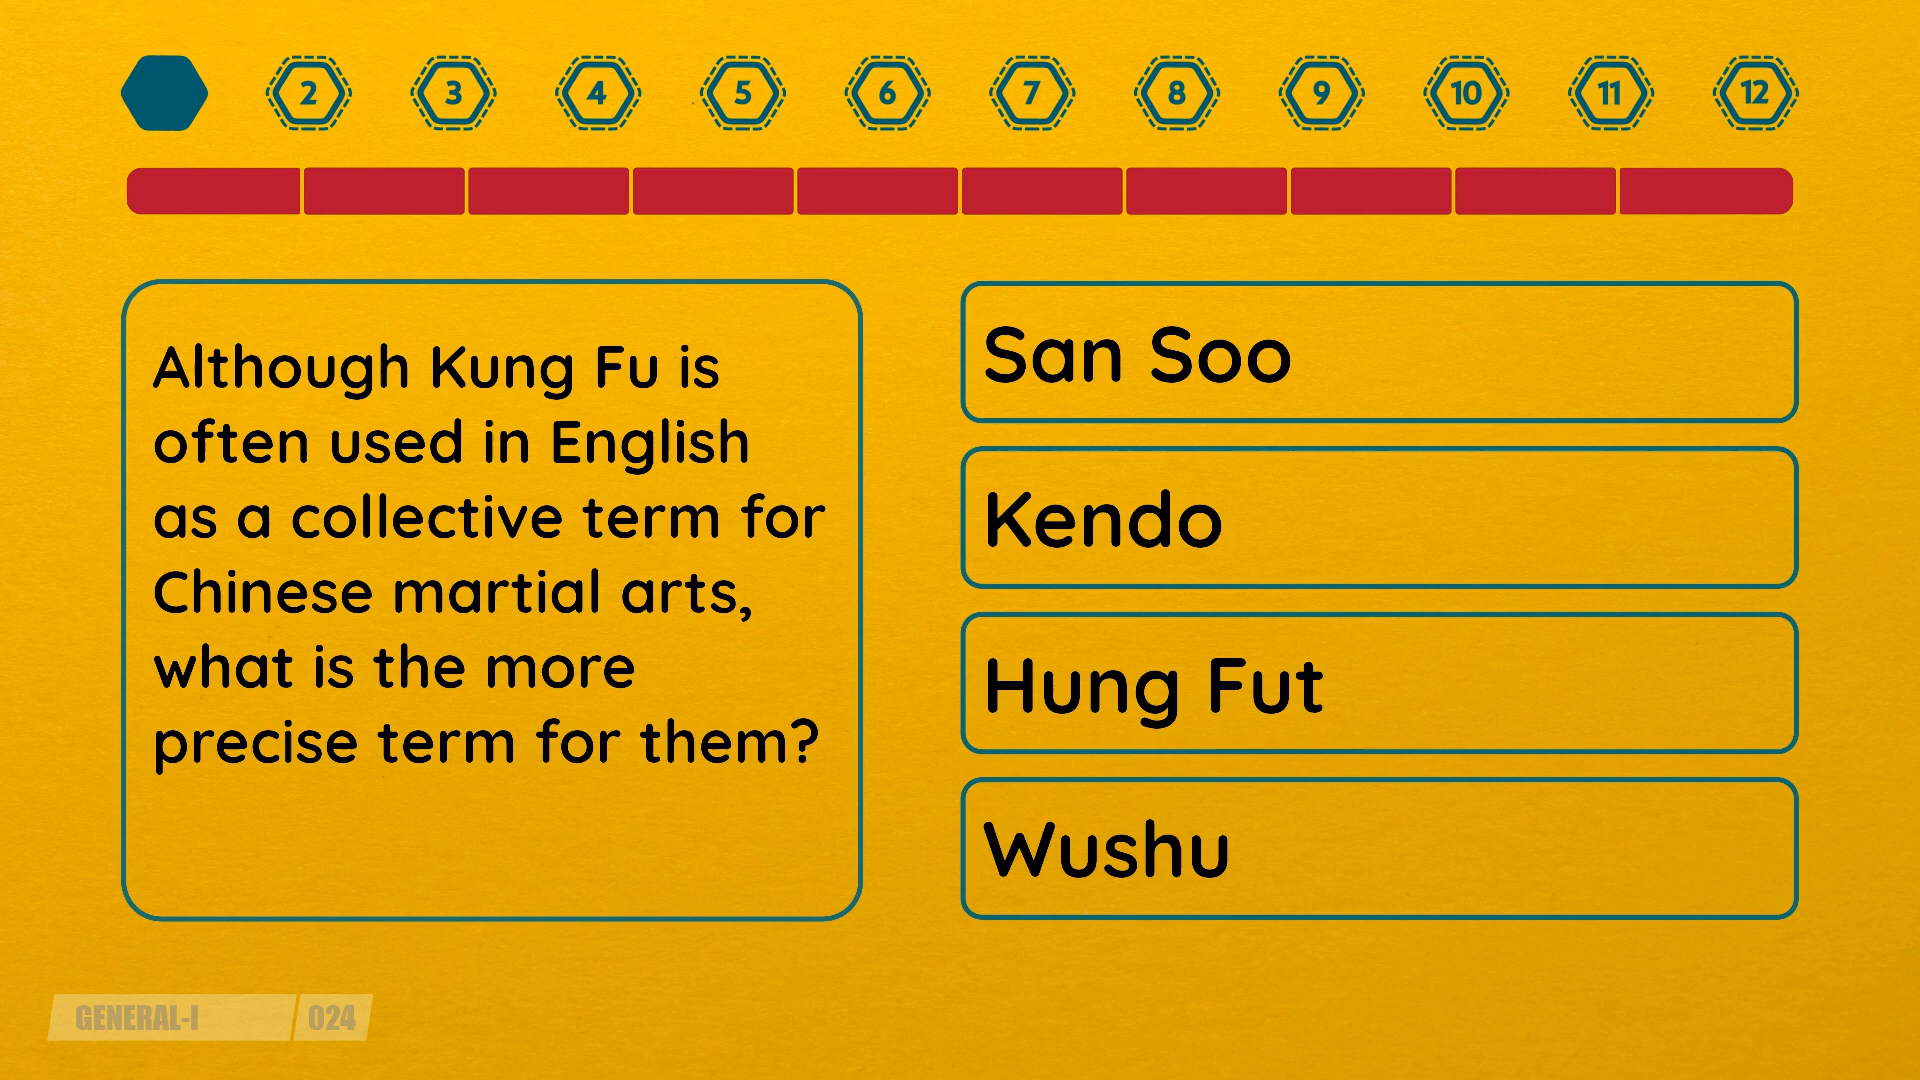 2 3 4 5 6 7 8 9 10 11 12
Although Kung Fu is
often used in English
as a collective term for
Chinese martial arts,
what is the more
precise term for them?
San Soo
Kendo
Hung Fut
Wushu
GENERAL-I 024